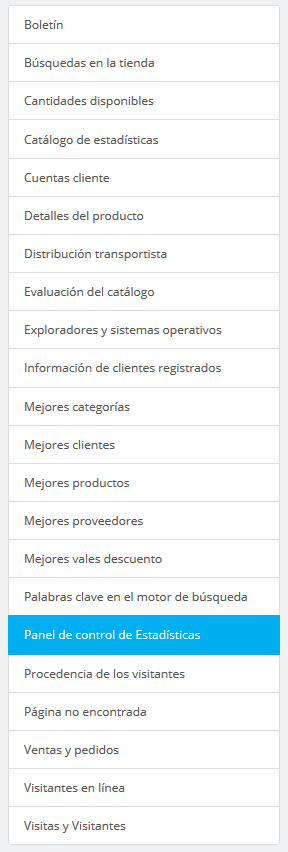 Boletín
Búsquedas en la tienda
Cantidades disponibles
Catálogo de estadísticas
Cuentas cliente
Detalles del producto
Distribución transportista
Evaluación del catálogo
Exploradores y sistemas operativos
Información de clientes registrados
Mejores categorías
Mejores clientes
Mejores productos
Mejores proveedores
Mejores vales descuento
Palabras clave en el motor de búsqueda
Panel de control de Estadísticas
Procedencia de los visitantes
Página no encontrada
Ventas y pedidos
Visitantes en línea
Visitas y Visitantes